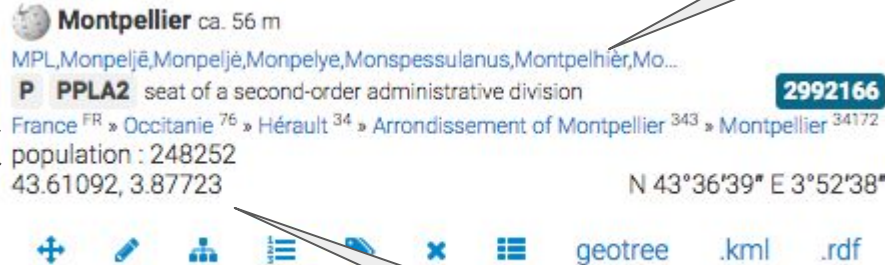 Montpellier ca. 56 m
MPL,Monpeljē,Monpeljė,Monpelye,Monspessulanus,Montpelhièr,Mo...
P PPLA2 seat of a second-order administrative division 2992166
France FR » Occitanie 76 » Hérault 34 » Arrondissement of Montpellier 343 » Montpellier 34172
population : 248252
43.61092, 3.87723 N 43°36'39" E 3°52'38"
geotree .kml .rdf